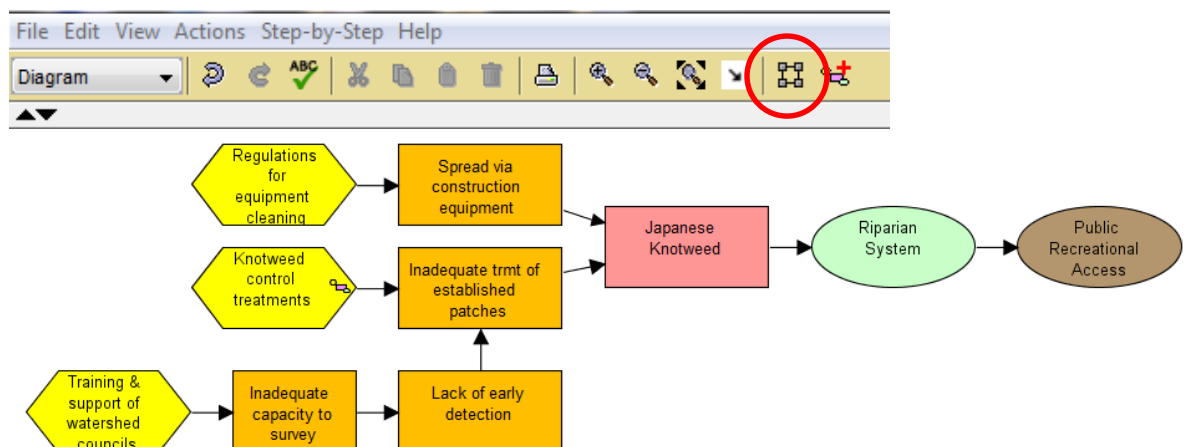 File Edit View Actions Step-by-Step Help
Diagram
ABC
Regulations
for
equipment
cleaning
Spread via
construction
equipment
Japanese
Knotweed
Riparian
System
Public
Recreational
Access
Knotweed
control
treatments
Inadequate trmt of
established
patches
Training &
support of
watershed
councils
Inadequate
capacity to
survey
Lack of early
detection